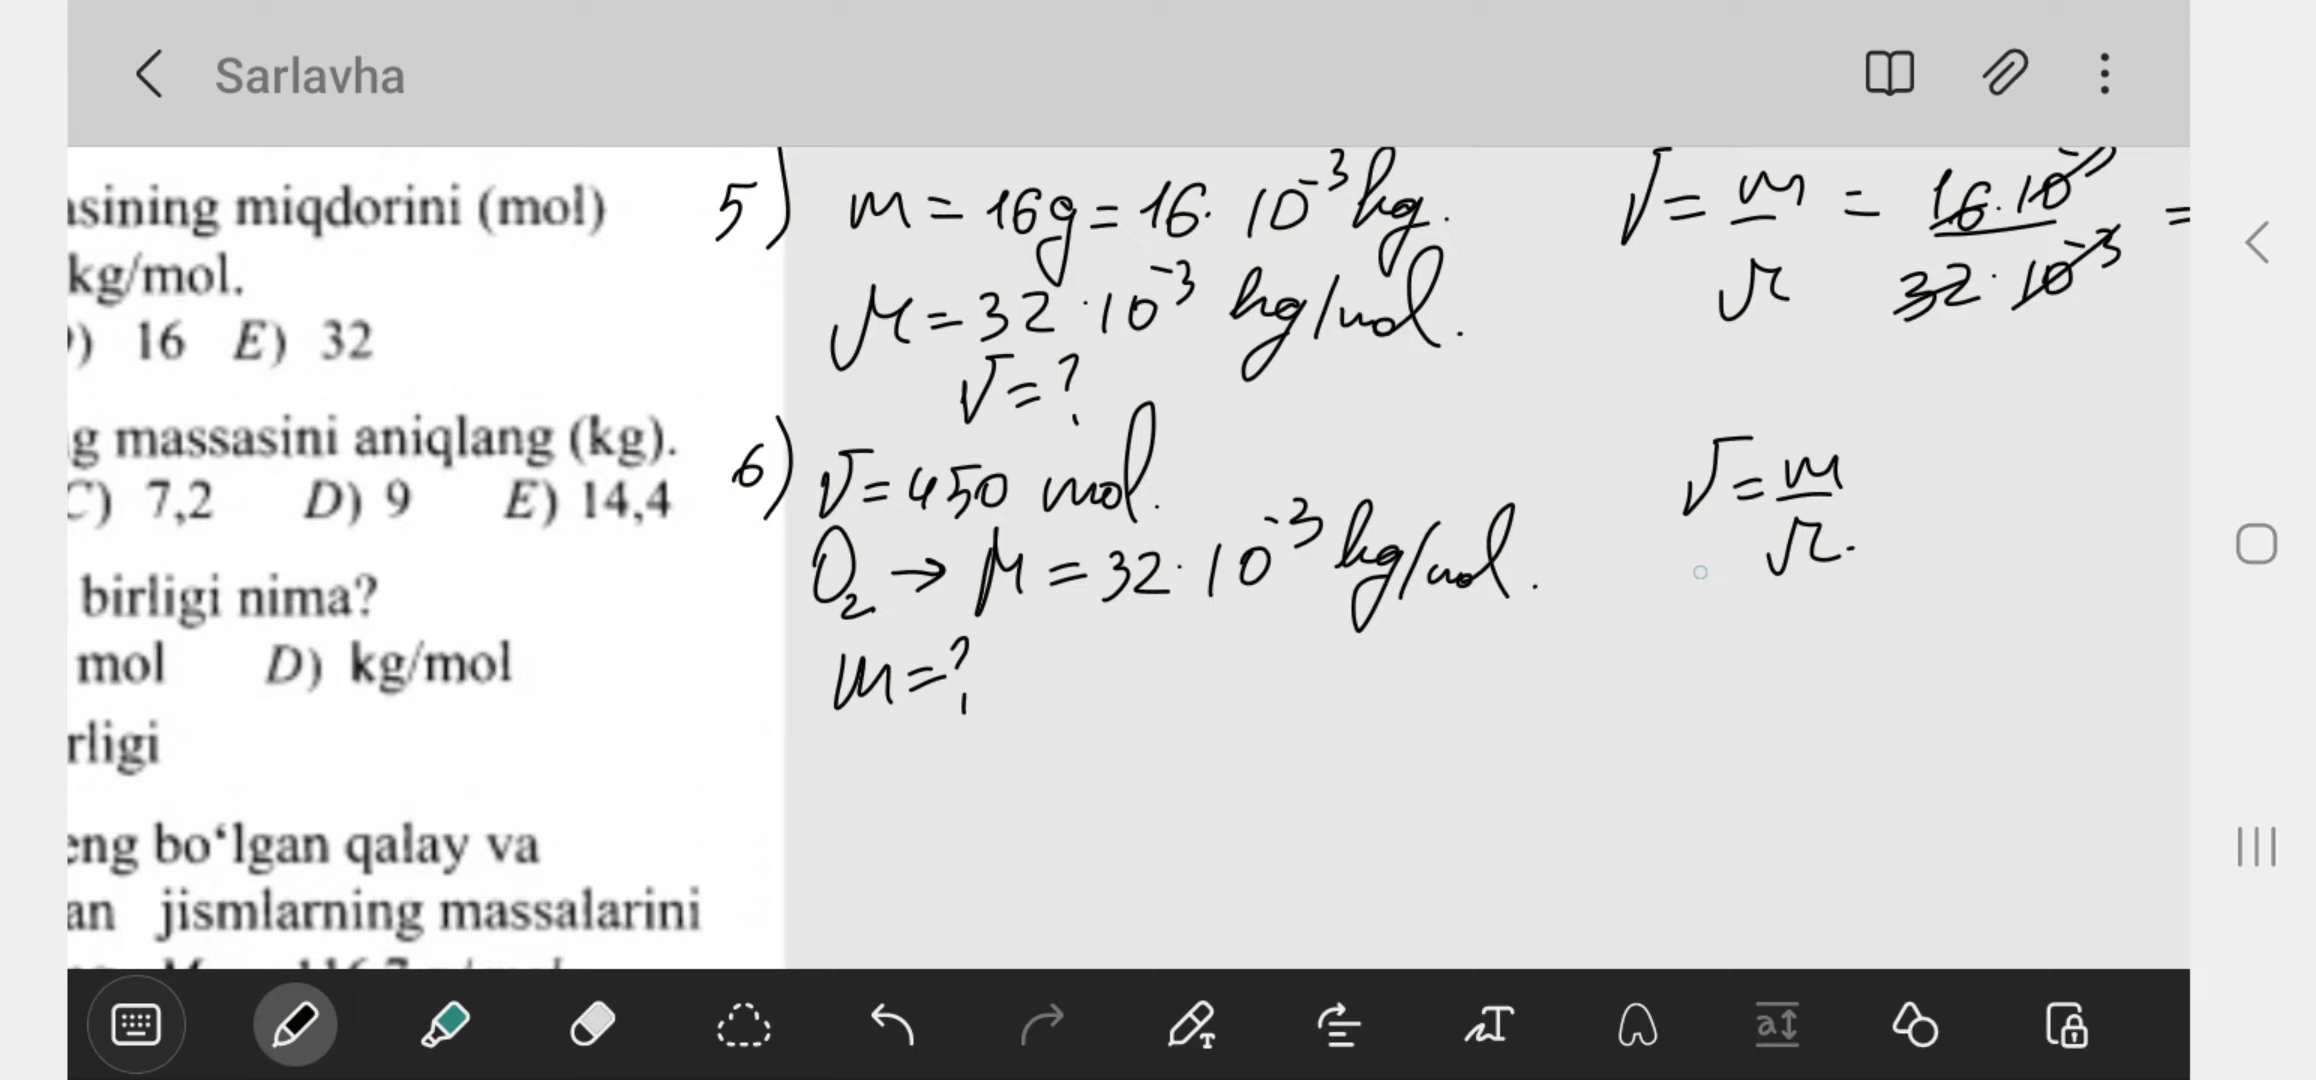 Sarlavha
sining miqdorini (mol)
kg/mol.
) 16 E) 32
g massasini aniqlang (kg).
C) 7,2 D) 9 E) 14,4
birligi nima?
mol D) kg/mol
rligi
eng bo‘lgan qalay va
an jismlarning massalarini
5) m = 16g = 16 · 10⁻³ kg.
μ = 32 · 10⁻³ kg/mol.
ν = ?
ν = m/μ = 16 · 10⁻³/32 · 10⁻³ =
6) ν = 450 mol.
O₂ → μ = 32 · 10⁻³ kg/mol.
m = ?
ν = m/μ.